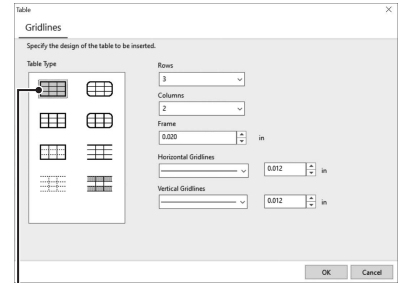 Table
Gridlines
Specify the design of the table to be inserted.
Table Type
Rows
3
Columns
2
Frame
0.020 in
Horizontal Gridlines
0.012 in
Vertical Gridlines
0.012 in
OK Cancel